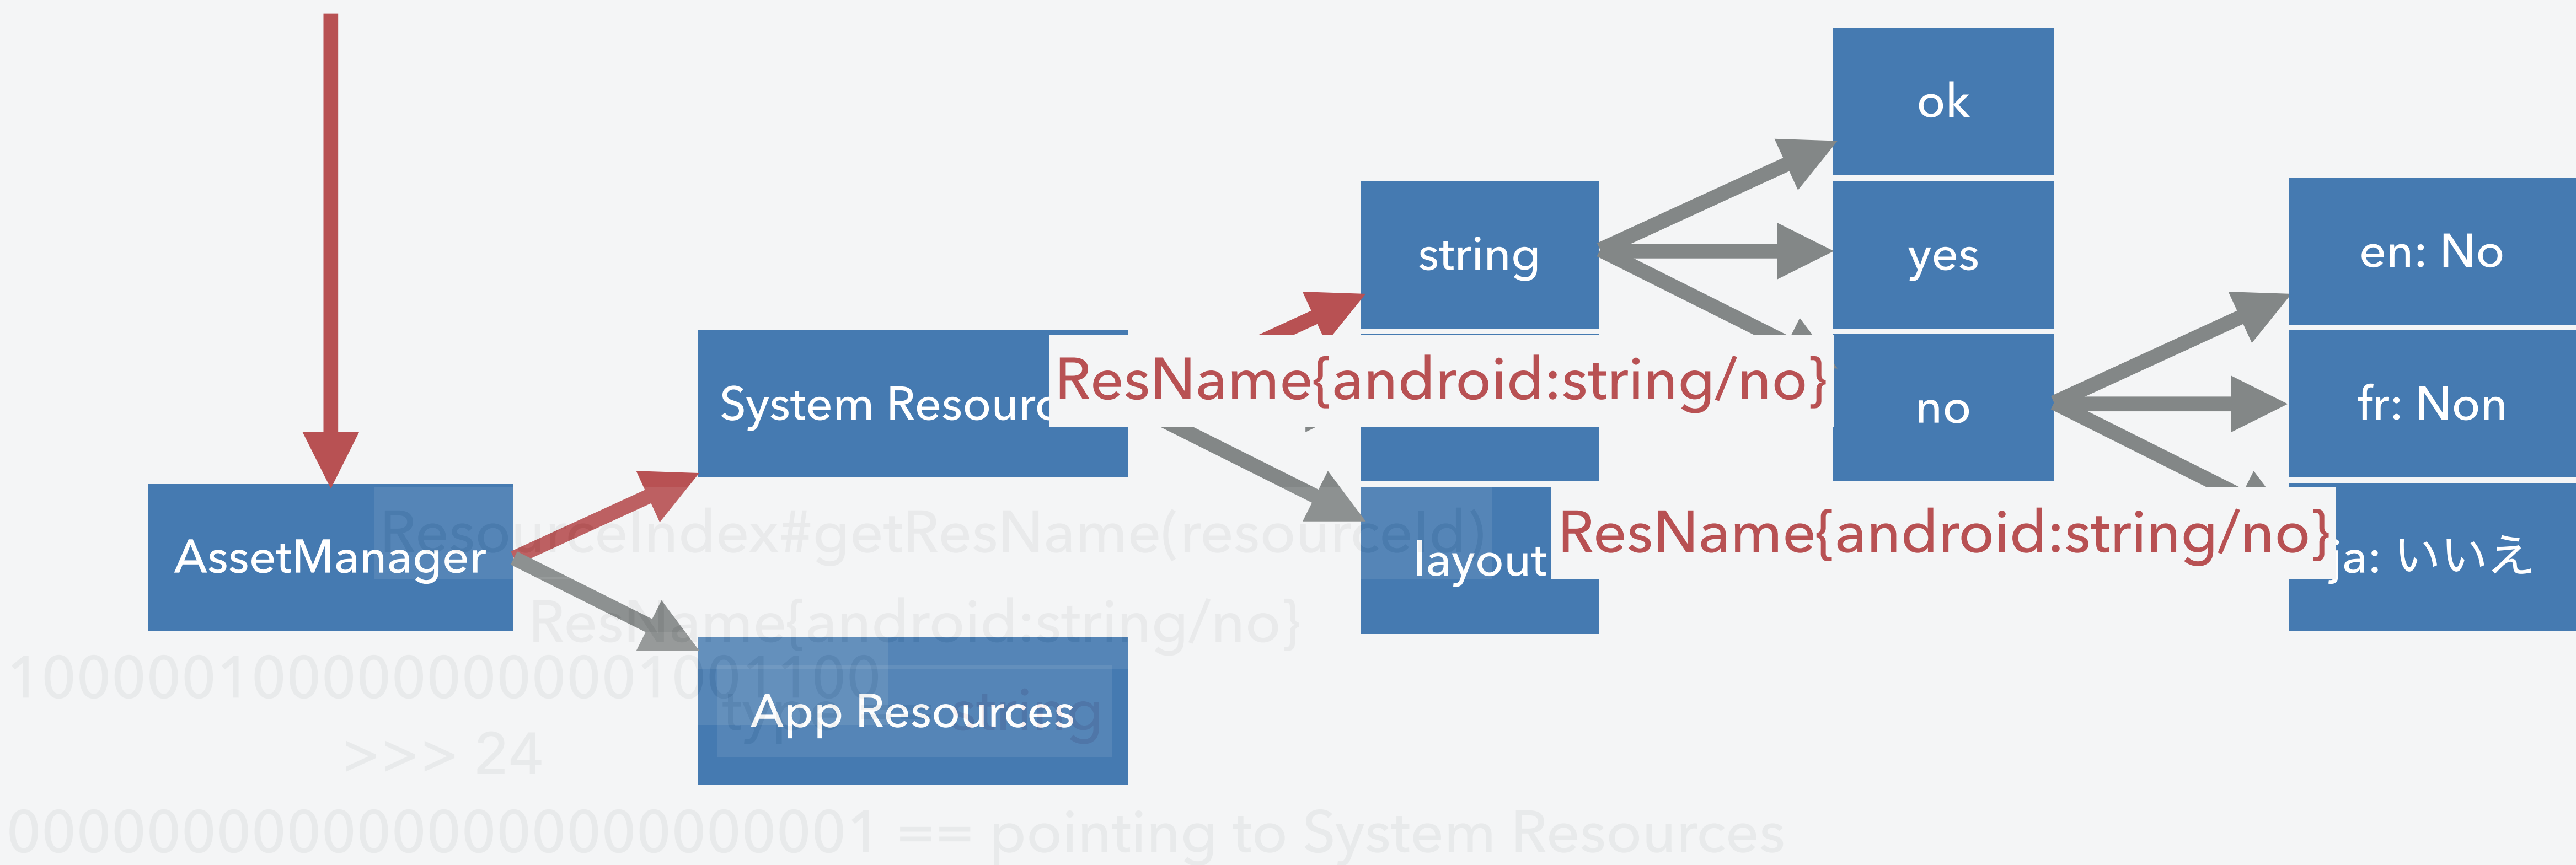 ok
string
yes
en: No
System Resourc
ResName{android:string/no}
no
fr: Non
AssetManager
ResourceIndex#getResName(resourceId)
layout
ResName{android:string/no}
ja: いいえ
ResName{android:string/no}
App Resources
string
>>> 24
== pointing to System Resources